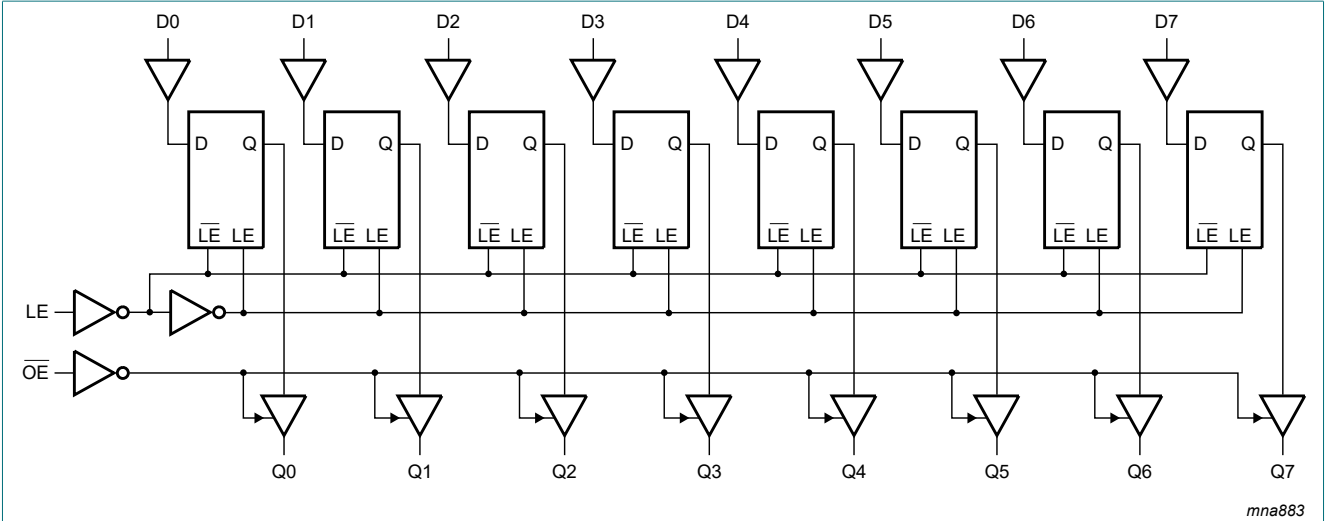 D0 D1 D2 D3 D4 D5 D6 D7
D Q D Q D Q D Q D Q D Q D Q D Q
L̅E̅ LE L̅E̅ LE L̅E̅ LE L̅E̅ LE L̅E̅ LE L̅E̅ LE L̅E̅ LE L̅E̅ LE
LE
O̅E̅
Q0 Q1 Q2 Q3 Q4 Q5 Q6 Q7
mna883